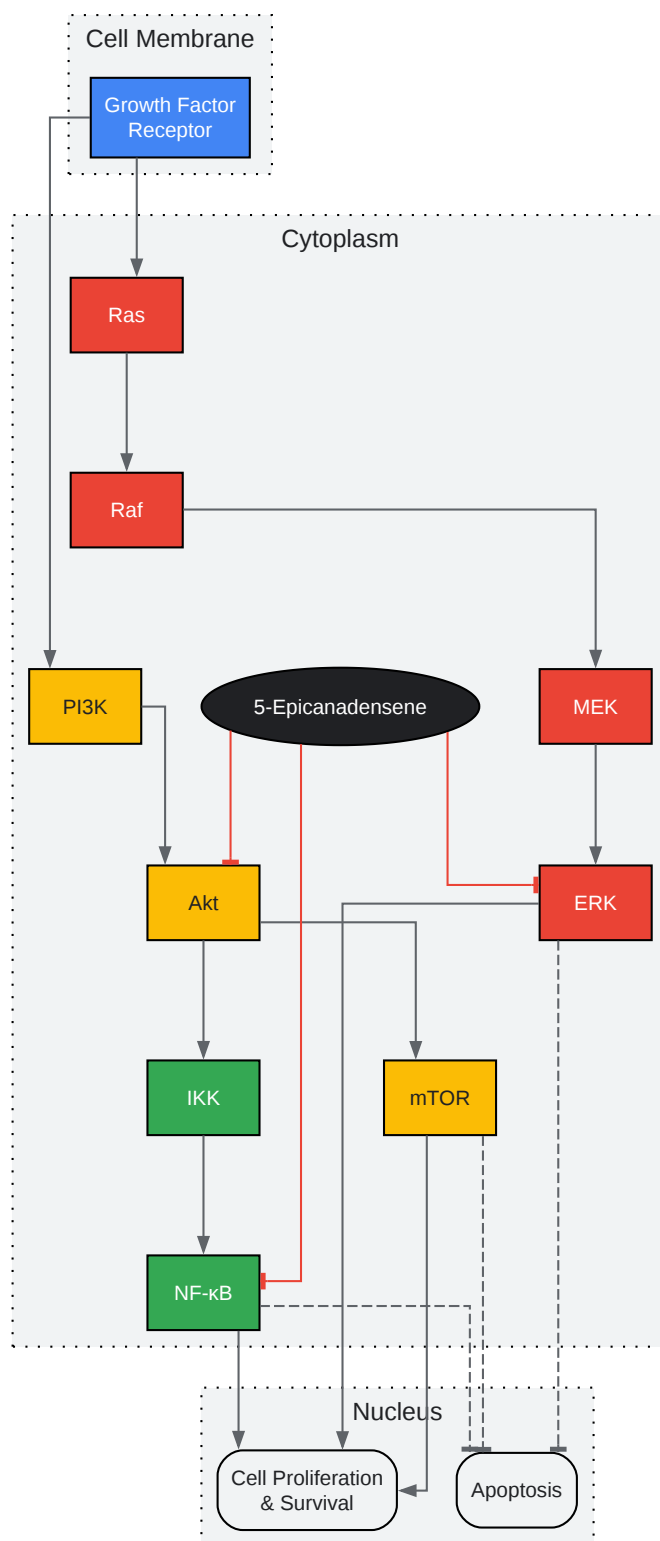 Cell Membrane
Growth Factor
Receptor
Cytoplasm
Ras
Raf
PI3K
5-Epicanadensene
MEK
Akt
ERK
IKK
mTOR
NF-κB
Nucleus
Cell Proliferation
& Survival
Apoptosis